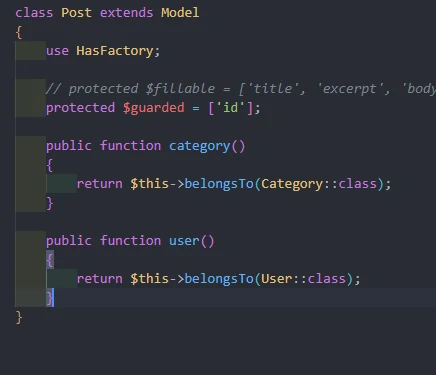 class Post extends Model
{
    use HasFactory;

    // protected $fillable = ['title', 'excerpt', 'body
    protected $guarded = ['id'];

    public function category()
    {
        return $this->belongsTo(Category::class);
    }

    public function user()
    {
        return $this->belongsTo(User::class);
    }
}